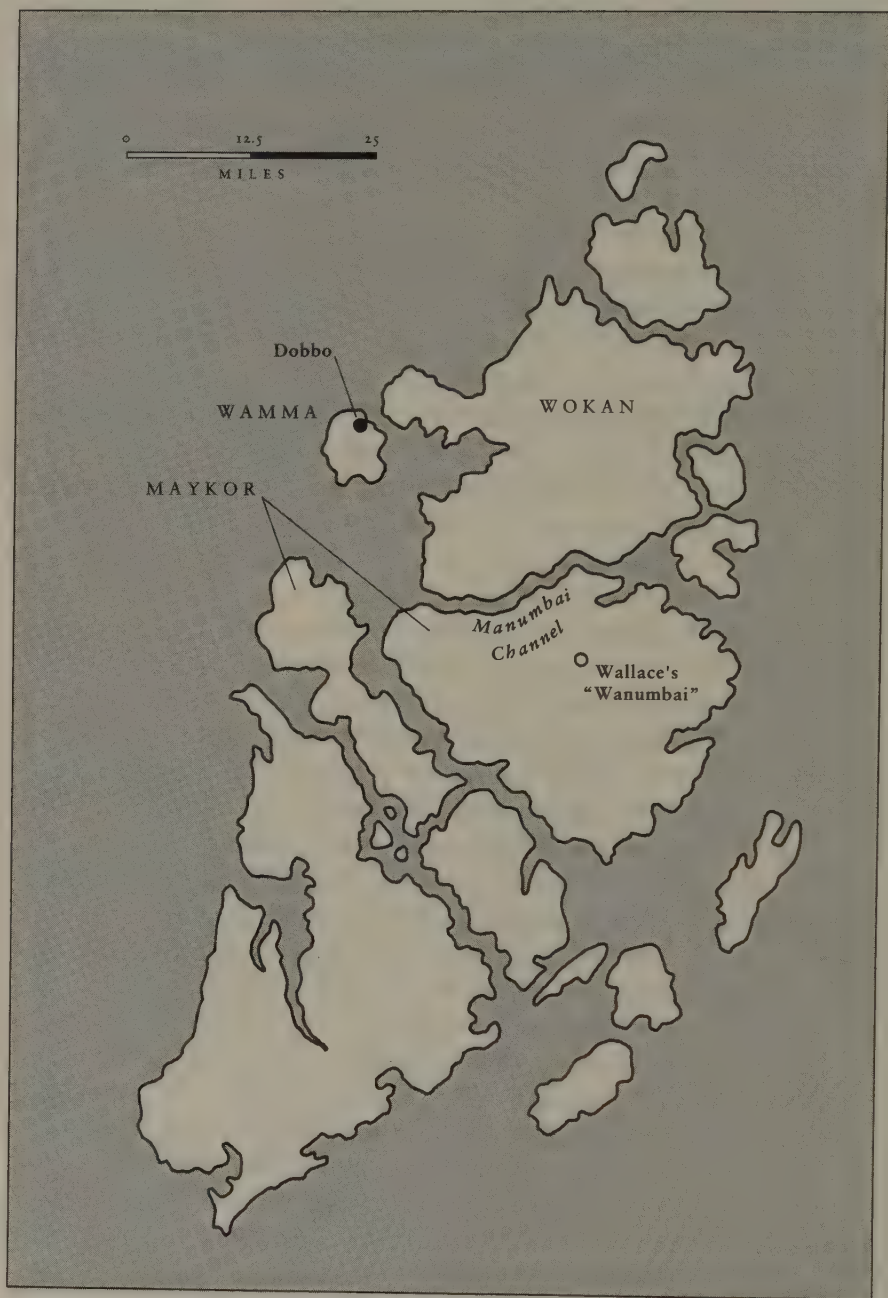 0 12.5 25
MILES
Dobbo
WAMMA
WOKAN
MAYKOR
Manumbai
Channel
Wallace's
"Wanumbai"